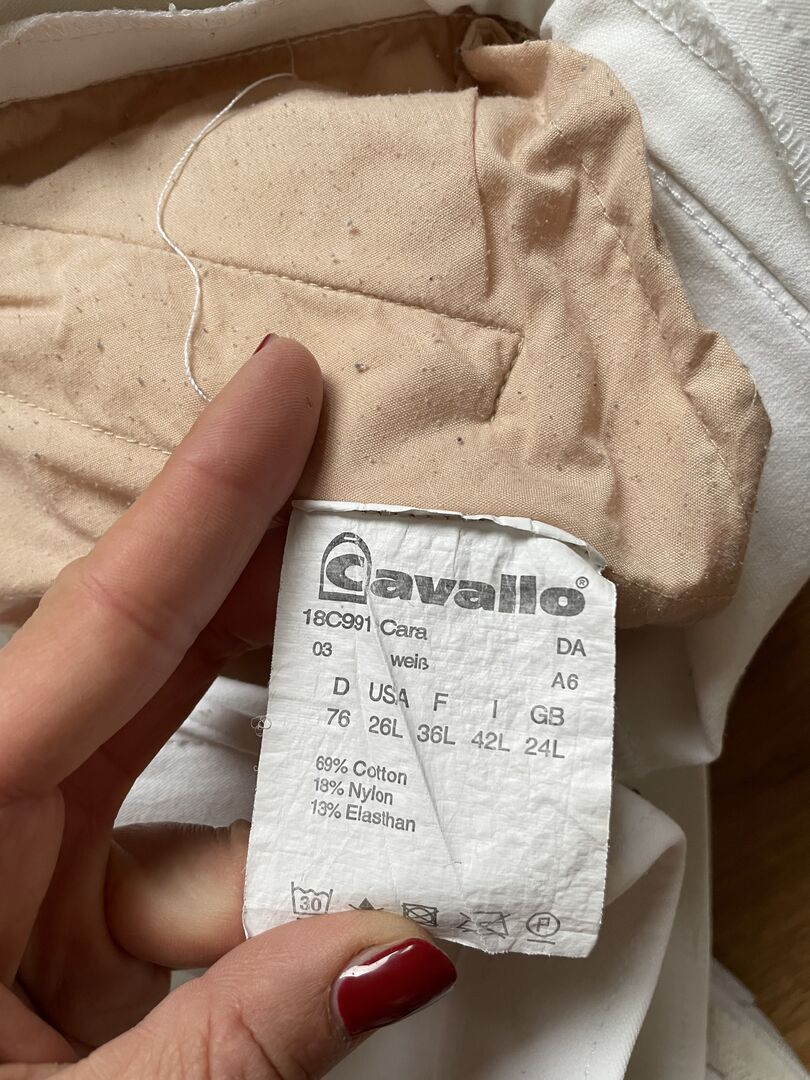 Cavallo®
18C991 Cara DA
03 weiß A6
D USA F I GB
76 26L 36L 42L 24L
69% Cotton
18% Nylon
13% Elasthan
30 P